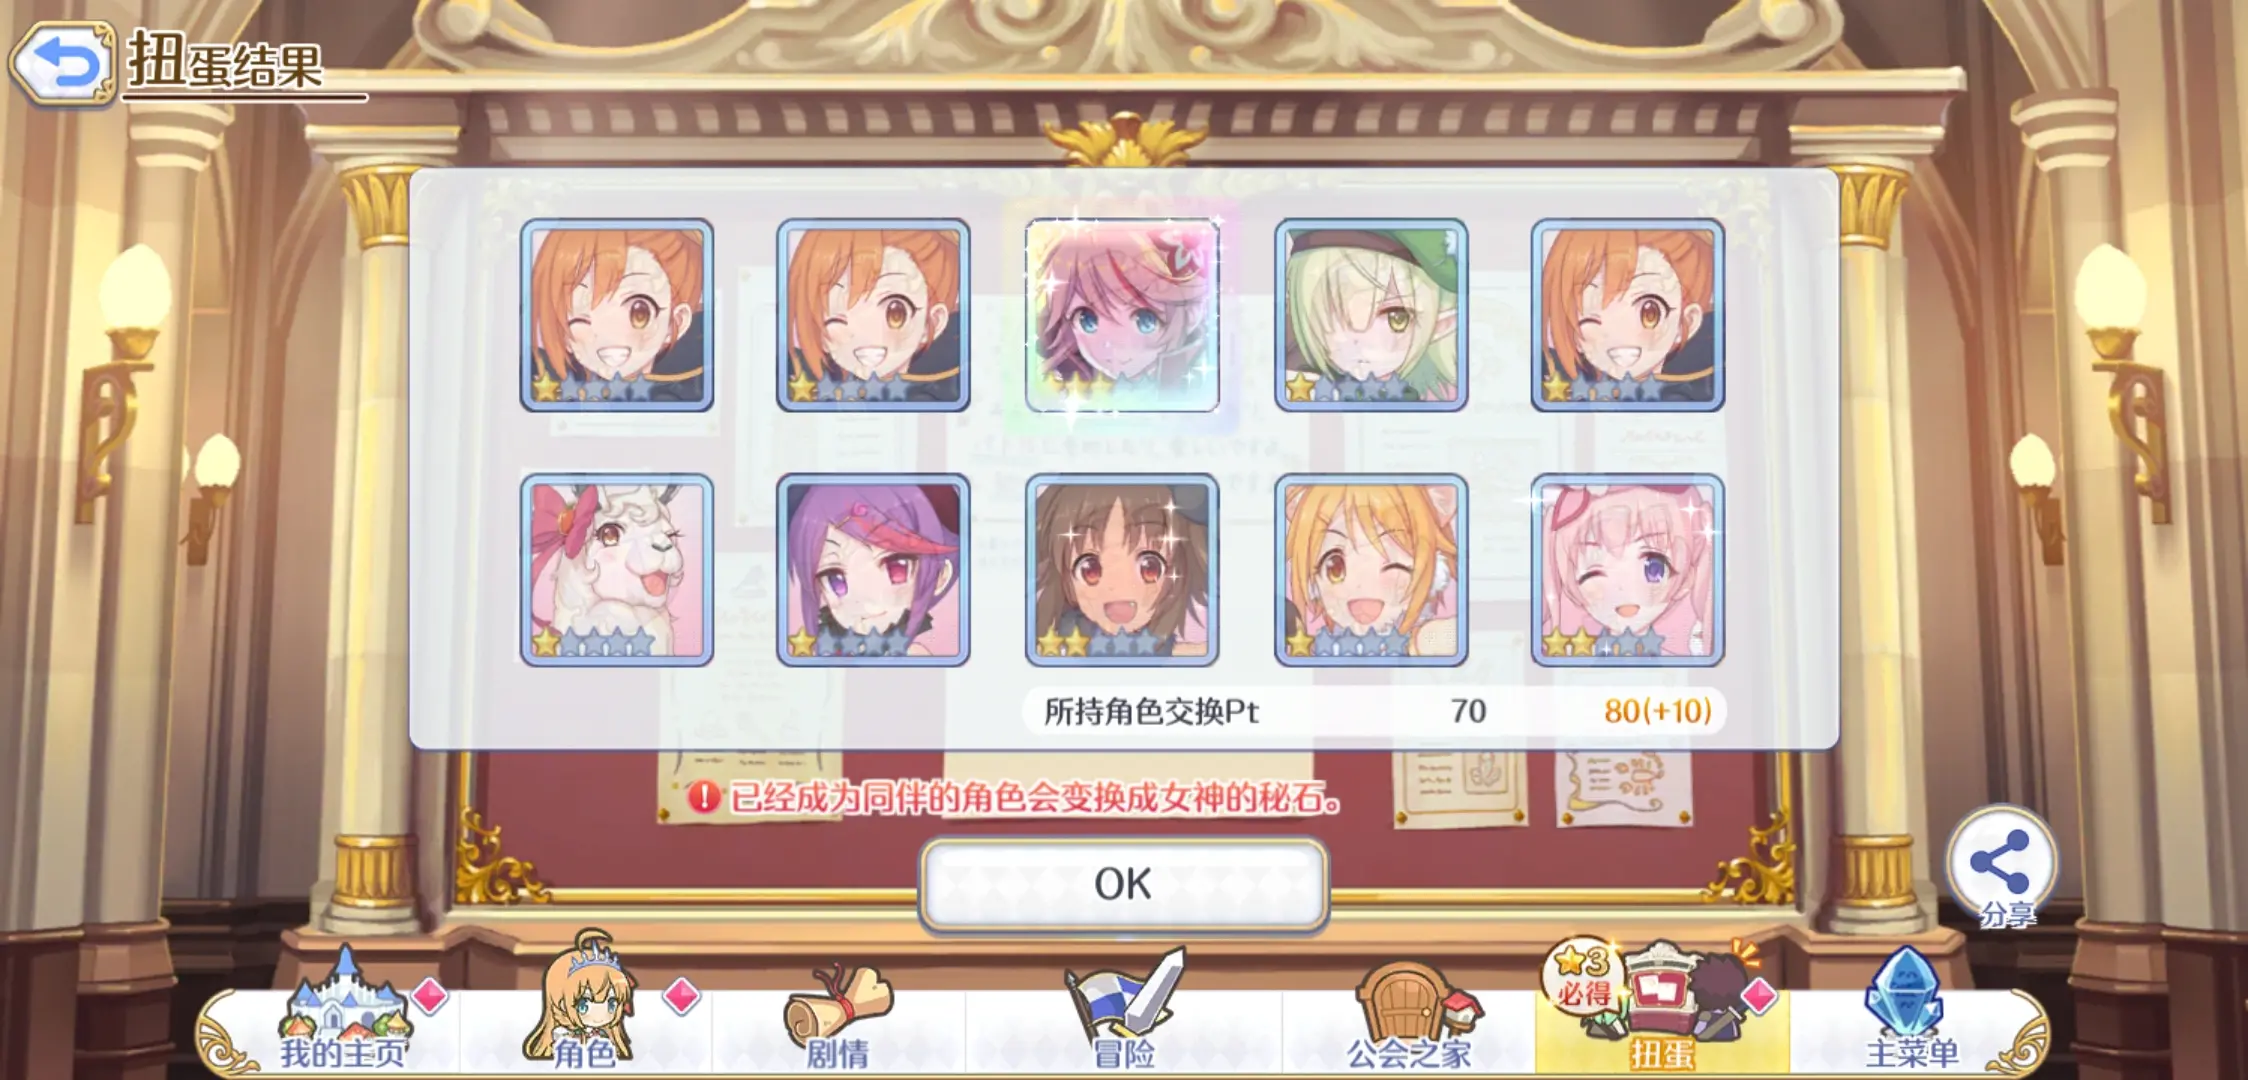 扭蛋结果
所持角色交换Pt 70 80(+10)
已经成为同伴的角色会变换成女神的秘石。
OK
分享
3
必得
我的主页 角色 剧情 冒险 公会之家 扭蛋 主菜单